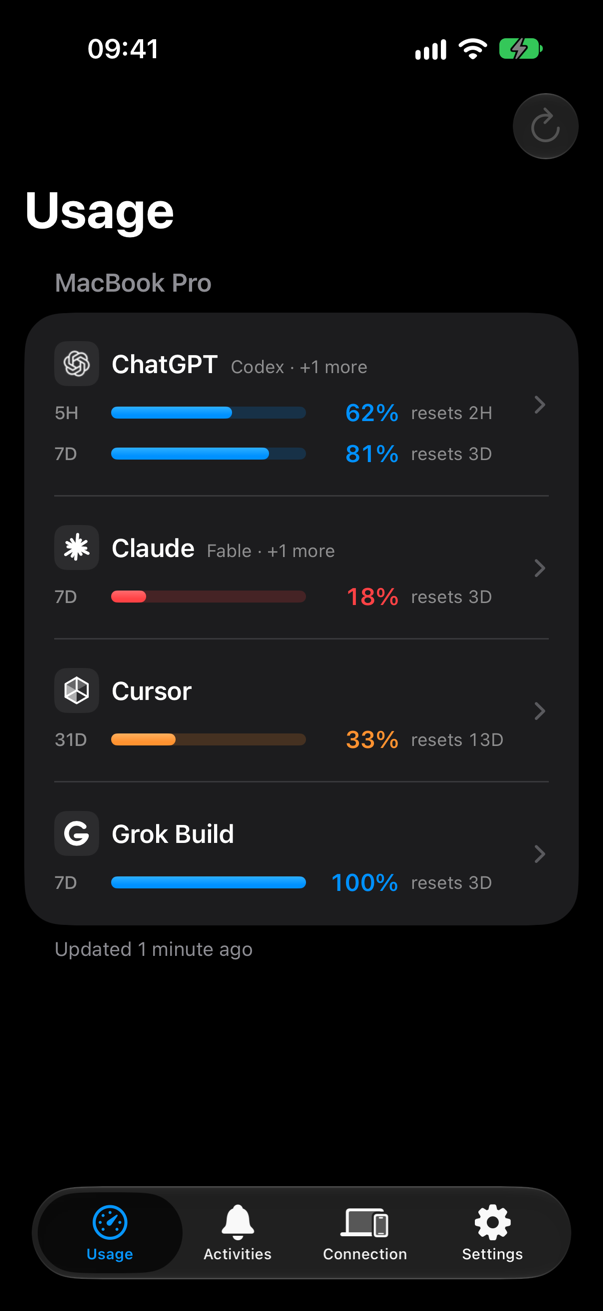 09:41
Usage
MacBook Pro
ChatGPT Codex · +1 more
5H 62% resets 2H
7D 81% resets 3D
Claude Fable · +1 more
7D 18% resets 3D
Cursor
31D 33% resets 13D
Grok Build
7D 100% resets 3D
Updated 1 minute ago
Usage Activities Connection Settings